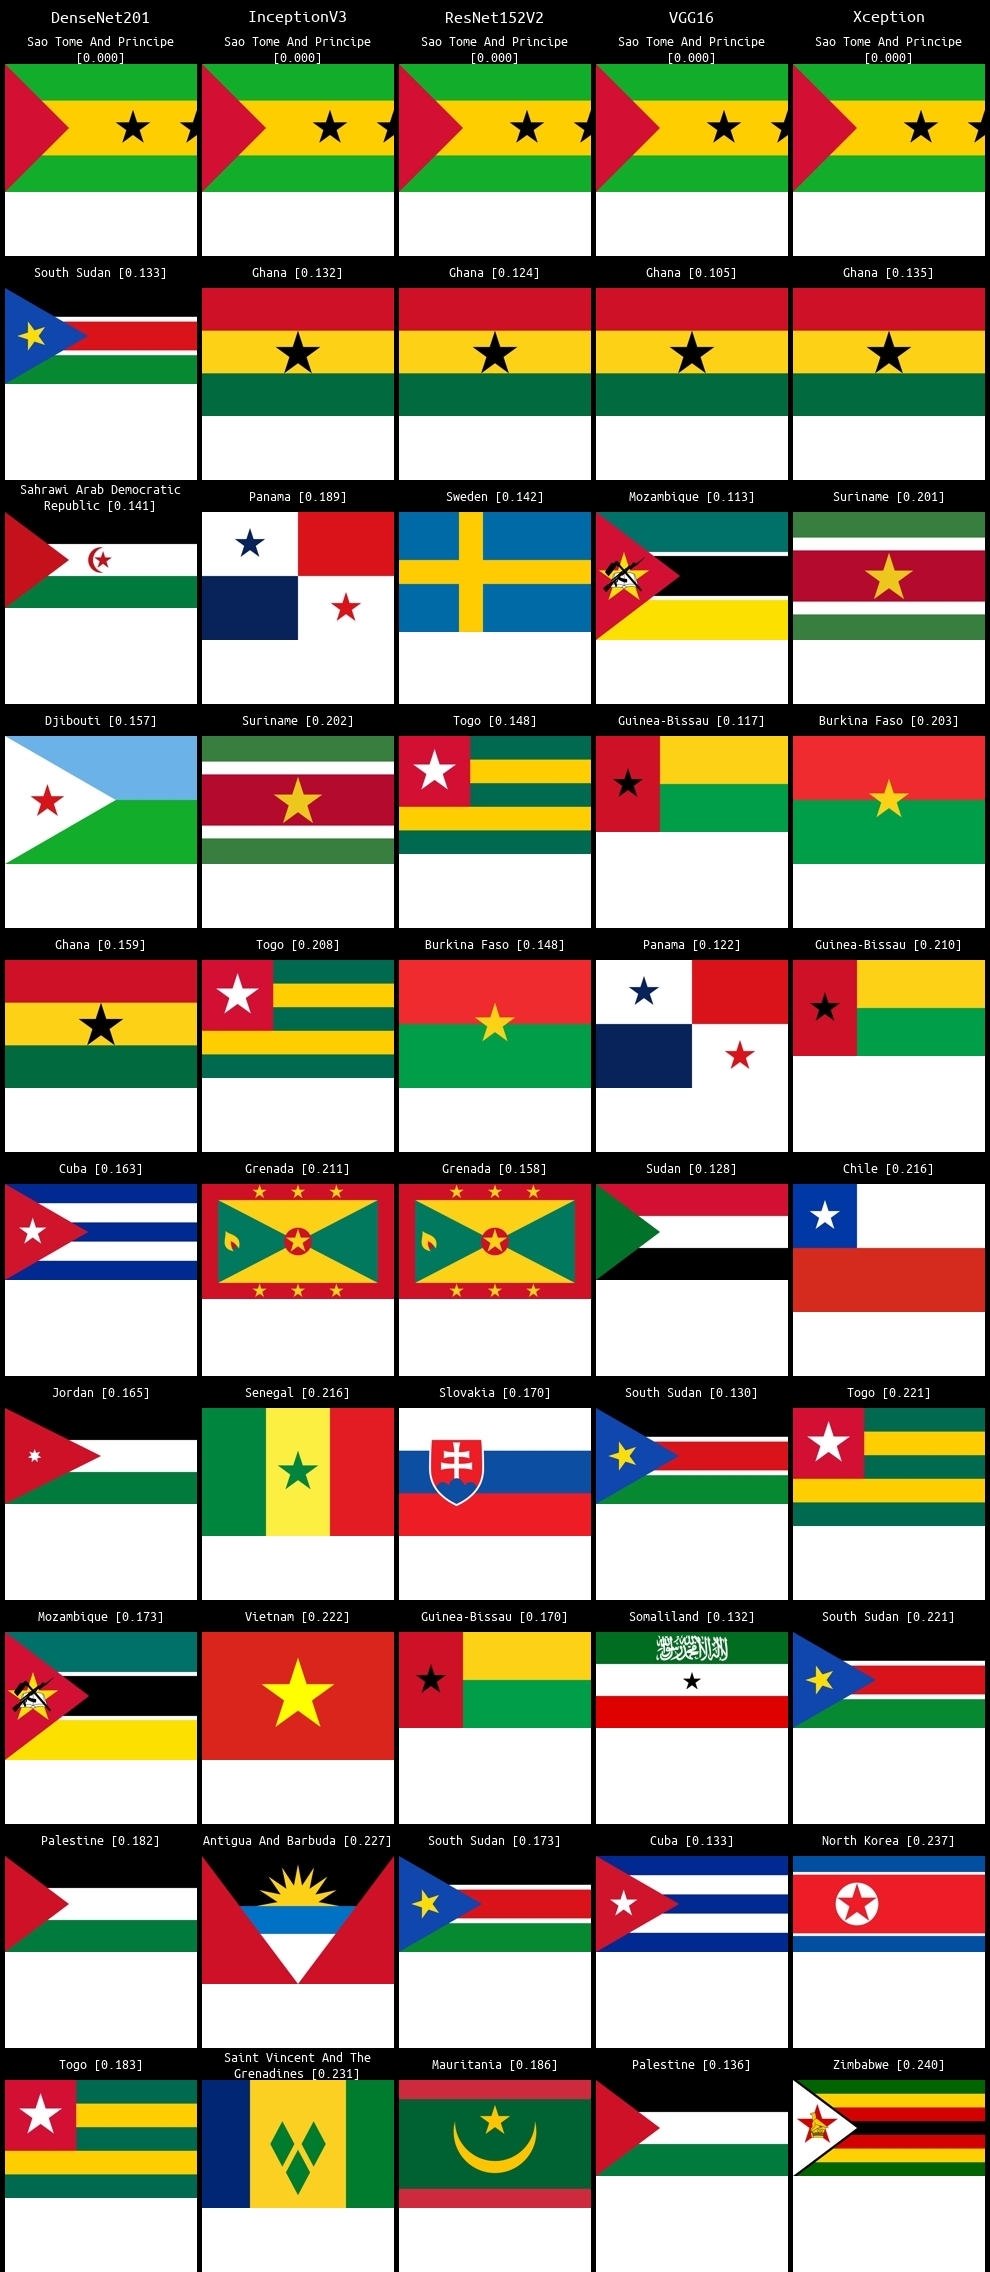 DenseNet201 InceptionV3 ResNet152V2 VGG16 Xception
Sao Tome And Principe Sao Tome And Principe Sao Tome And Principe Sao Tome And Principe Sao Tome And Principe
[0.000] [0.000] [0.000] [0.000] [0.000]
South Sudan [0.133] Ghana [0.132] Ghana [0.124] Ghana [0.105] Ghana [0.135]
Sahrawi Arab Democratic
Republic [0.141] Panama [0.189] Sweden [0.142] Mozambique [0.113] Suriname [0.201]
Djibouti [0.157] Suriname [0.202] Togo [0.148] Guinea-Bissau [0.117] Burkina Faso [0.203]
Ghana [0.159] Togo [0.208] Burkina Faso [0.148] Panama [0.122] Guinea-Bissau [0.210]
Cuba [0.163] Grenada [0.211] Grenada [0.158] Sudan [0.128] Chile [0.216]
Jordan [0.165] Senegal [0.216] Slovakia [0.170] South Sudan [0.130] Togo [0.221]
Mozambique [0.173] Vietnam [0.222] Guinea-Bissau [0.170] Somaliland [0.132] South Sudan [0.221]
Palestine [0.182] Antigua And Barbuda [0.227] South Sudan [0.173] Cuba [0.133] North Korea [0.237]
Togo [0.183] Saint Vincent And The
Grenadines [0.231] Mauritania [0.186] Palestine [0.136] Zimbabwe [0.240]